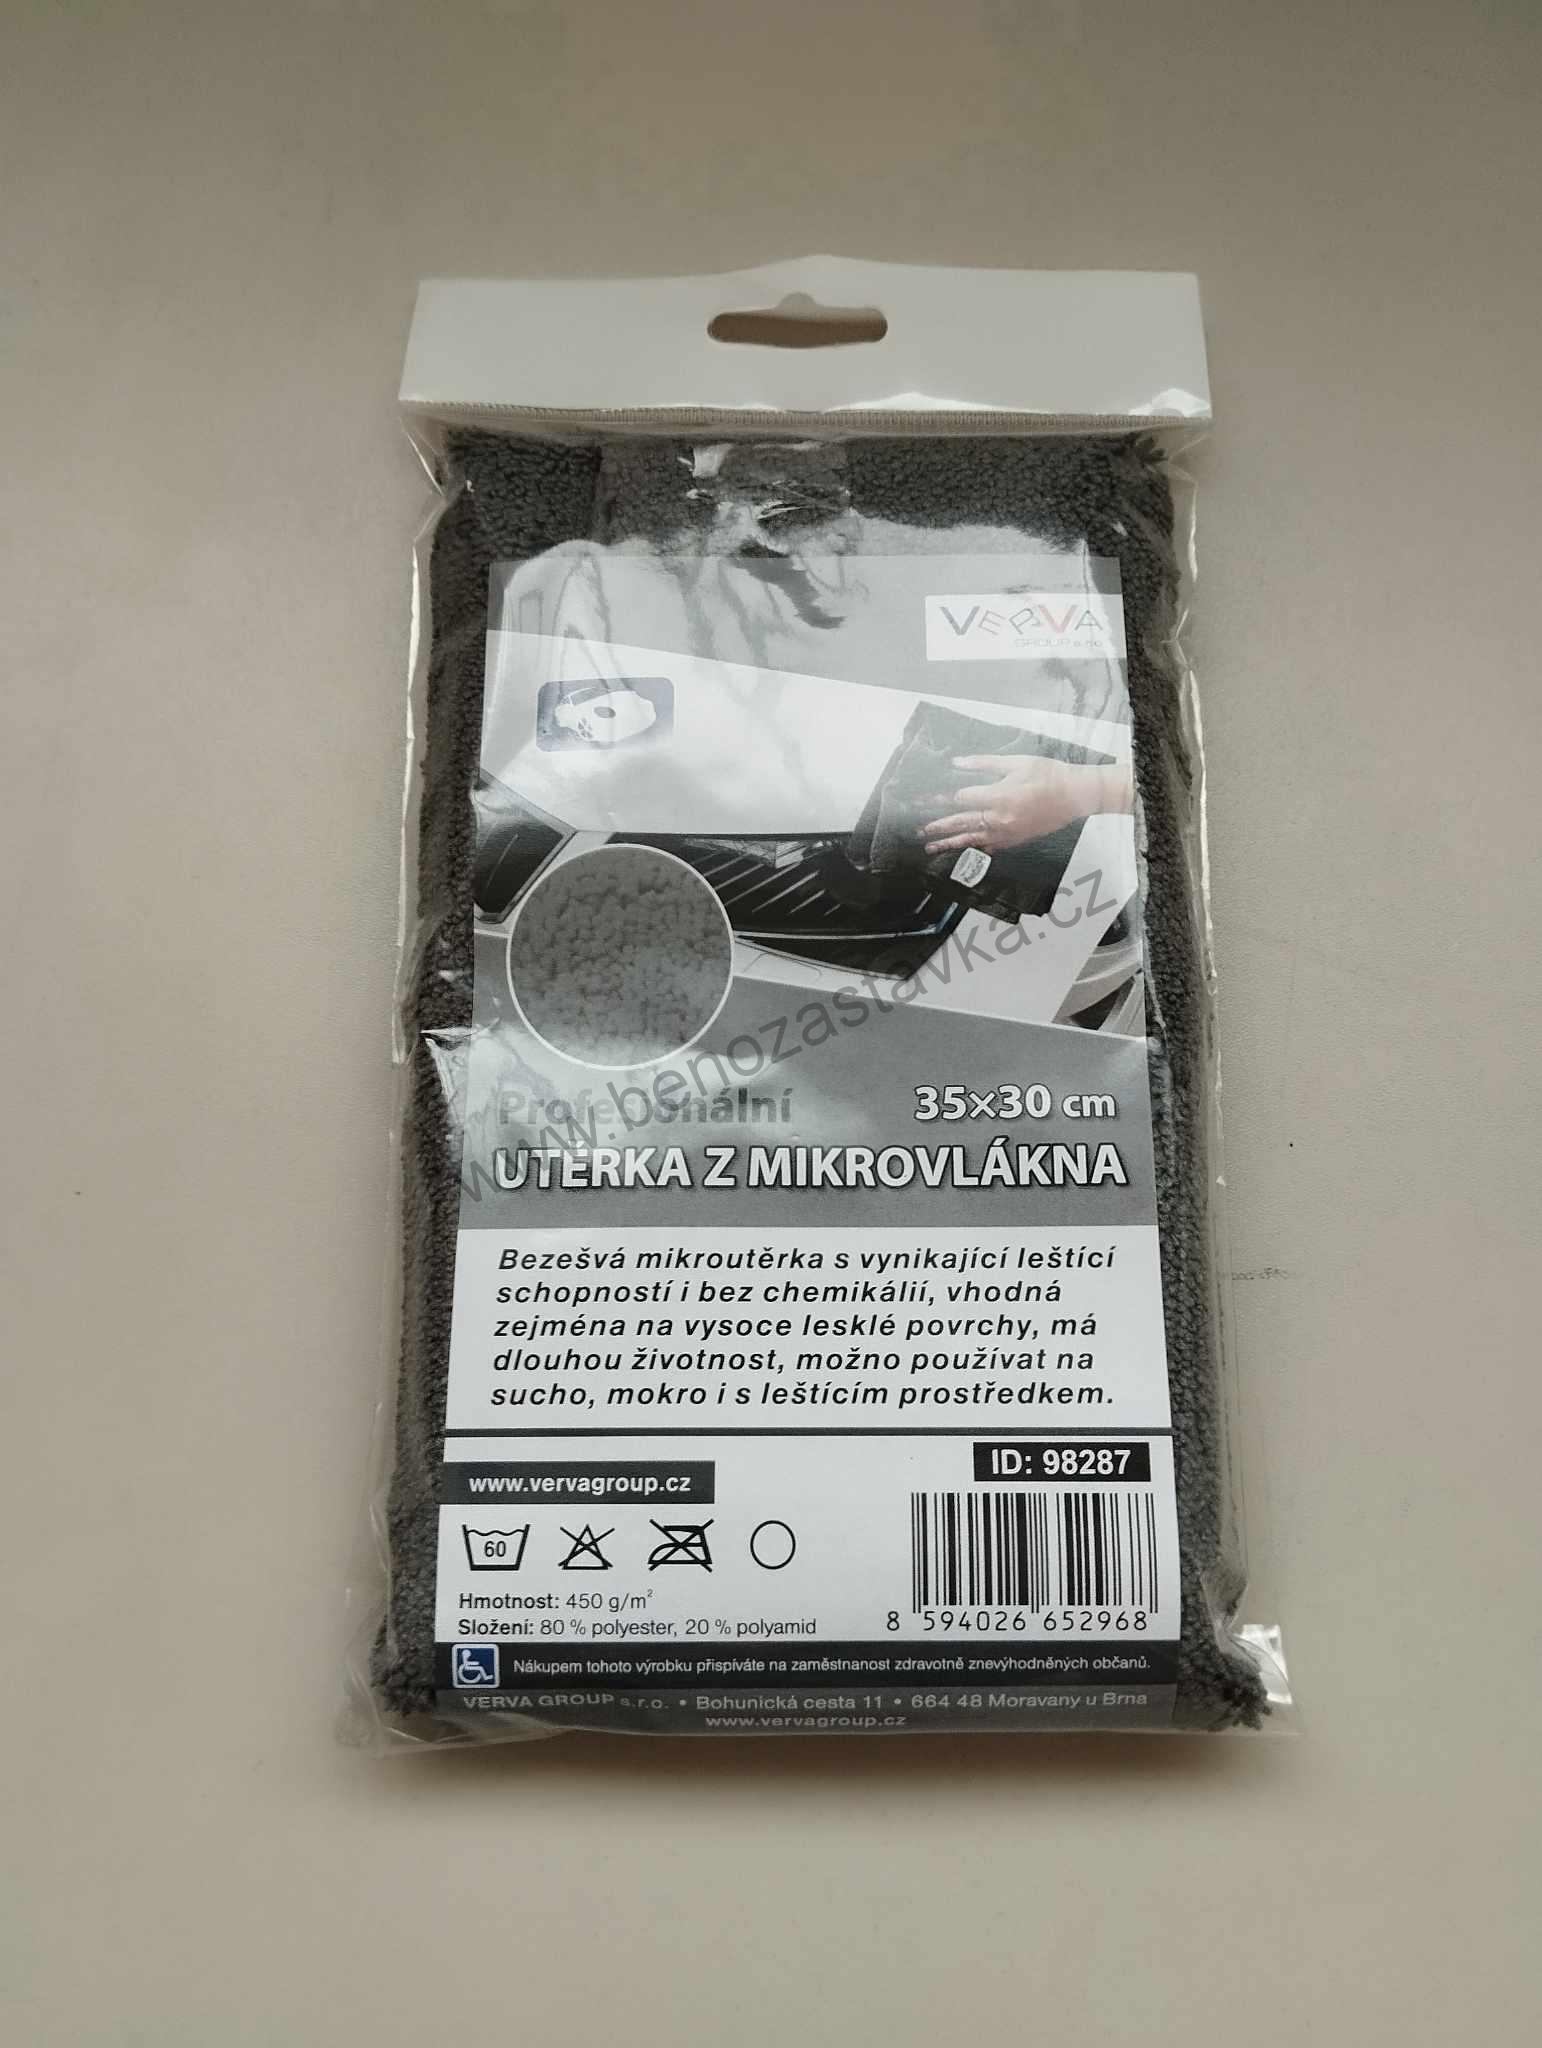 VERVA
GROUP s.r.o.
www.benozastavka.cz
Profesionální
35×30 cm
UTĚRKA Z MIKROVLÁKNA
Bezešvá mikroutěrka s vynikající leštící
schopností i bez chemikálií, vhodná
zejména na vysoce lesklé povrchy, má
dlouhou životnost, možno používat na
sucho, mokro i s leštícím prostředkem.
ID: 98287
www.vervagroup.cz
60
Hmotnost: 450 g/m²
Složení: 80 % polyester, 20 % polyamid
8 594026 652968
Nákupem tohoto výrobku přispíváte na zaměstnanost zdravotně znevýhodněných občanů.
VERVA GROUP s.r.o. • Bohunická cesta 11 • 664 48 Moravany u Brna
www.vervagroup.cz